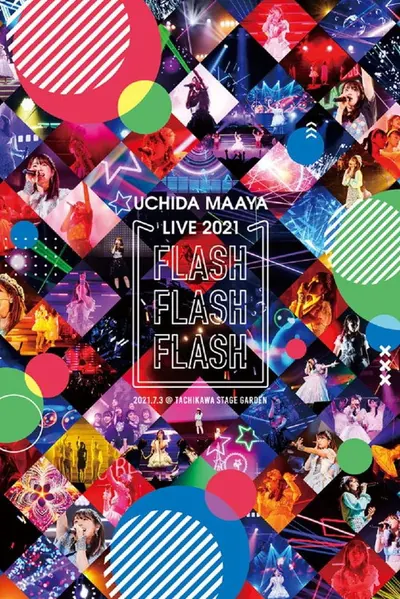 UCHIDA MAAYA
LIVE 2021
FLASH
FLASH
FLASH
2021.7.3 @ TACHIKAWA STAGE GARDEN